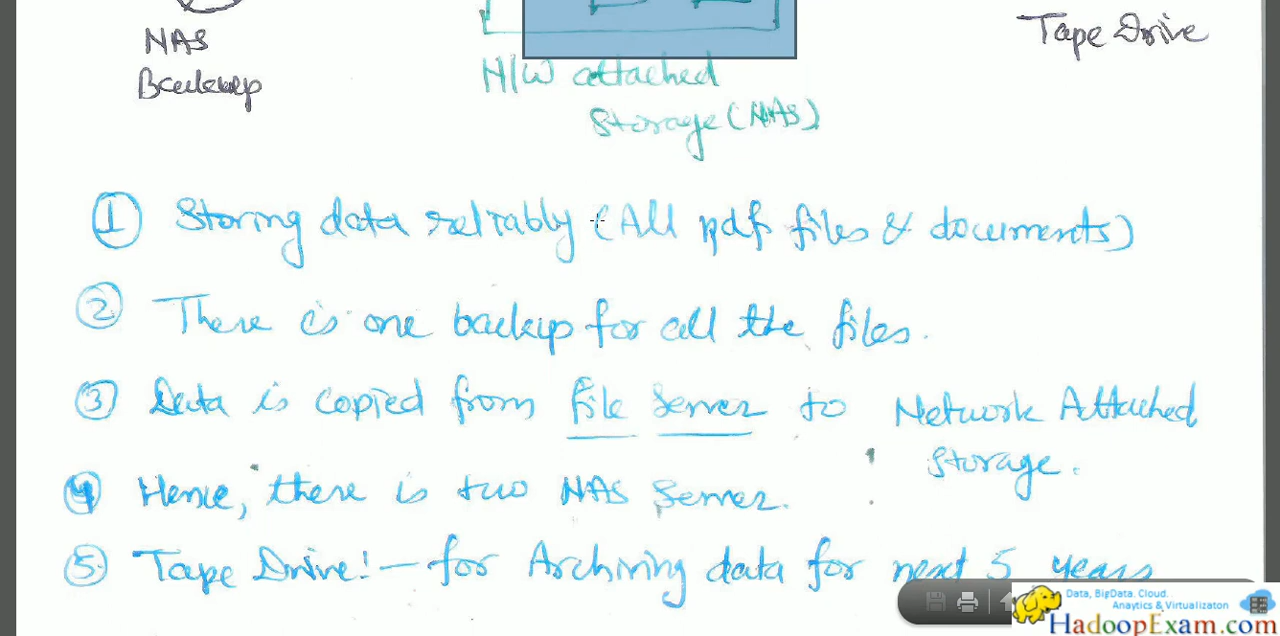 NAS
Backup
N/W attached
Storage (NAS)
Tape Drive
① Storing data reliably (All pdf files & documents)
② There is one backup for all the files.
③ Data is copied from file server to Network Attached
Storage.
④ Hence, there is two NAS Server.
⑤ Tape Drive:- for Archiving data for next 5 years
Data, BigData. Cloud.
Anaytics & Virtualizaton
HadoopExam.com